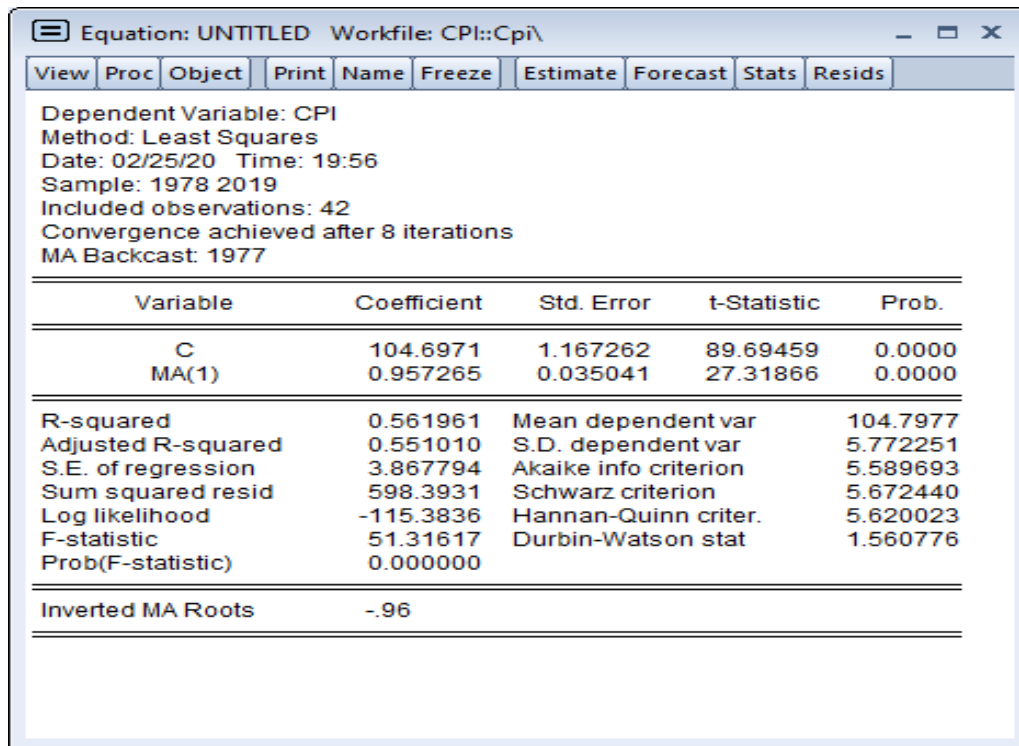 Equation: UNTITLED Workfile: CPI::Cpi\
View Proc Object Print Name Freeze Estimate Forecast Stats Resids
Dependent Variable: CPI
Method: Least Squares
Date: 02/25/20 Time: 19:56
Sample: 1978 2019
Included observations: 42
Convergence achieved after 8 iterations
MA Backcast: 1977
Variable Coefficient Std. Error t-Statistic Prob.
C 104.6971 1.167262 89.69459 0.0000
MA(1) 0.957265 0.035041 27.31866 0.0000
R-squared 0.561961 Mean dependent var 104.7977
Adjusted R-squared 0.551010 S.D. dependent var 5.772251
S.E. of regression 3.867794 Akaike info criterion 5.589693
Sum squared resid 598.3931 Schwarz criterion 5.672440
Log likelihood -115.3836 Hannan-Quinn criter. 5.620023
F-statistic 51.31617 Durbin-Watson stat 1.560776
Prob(F-statistic) 0.000000
Inverted MA Roots -.96